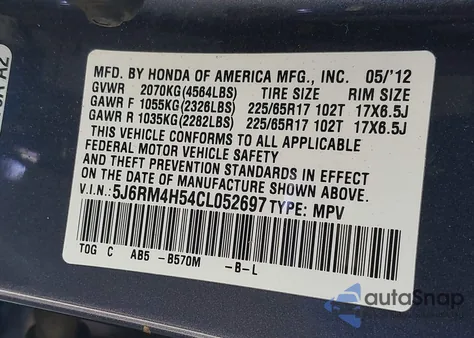 MFD. BY HONDA OF AMERICA MFG., INC. 05/'12
GVWR 2070KG(4564LBS) TIRE SIZE RIM SIZE
GAWR F 1055KG(2326LBS) 225/65R17 102T 17X6.5J
GAWR R 1035KG(2282LBS) 225/65R17 102T 17X6.5J
THIS VEHICLE CONFORMS TO ALL APPLICABLE
FEDERAL MOTOR VEHICLE SAFETY
AND THEFT PREVENTION STANDARDS IN EFFECT
ON THE DATE OF MANUFACTURE SHOWN ABOVE.
V.I.N: 5J6RM4H54CL052697 TYPE: MPV
TOG C AB5 -B570M -B-L
autoSnap